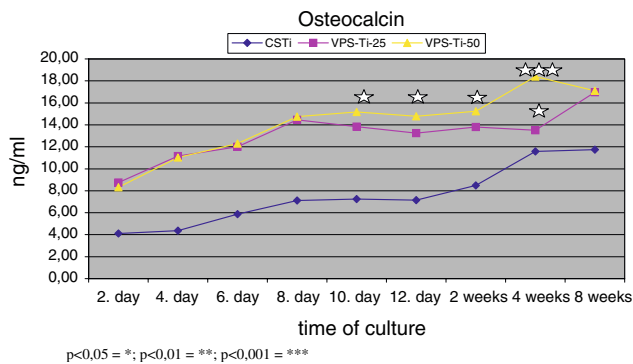 Osteocalcin
CSTi VPS-Ti-25 VPS-Ti-50
20,00
18,00
16,00
14,00
12,00
10,00
8,00
6,00
4,00
2,00
0,00
ng/ml
2. day 4. day 6. day 8. day 10. day 12. day 2 weeks 4 weeks 8 weeks
time of culture
p<0,05 = *; p<0,01 = **; p<0,001 = ***